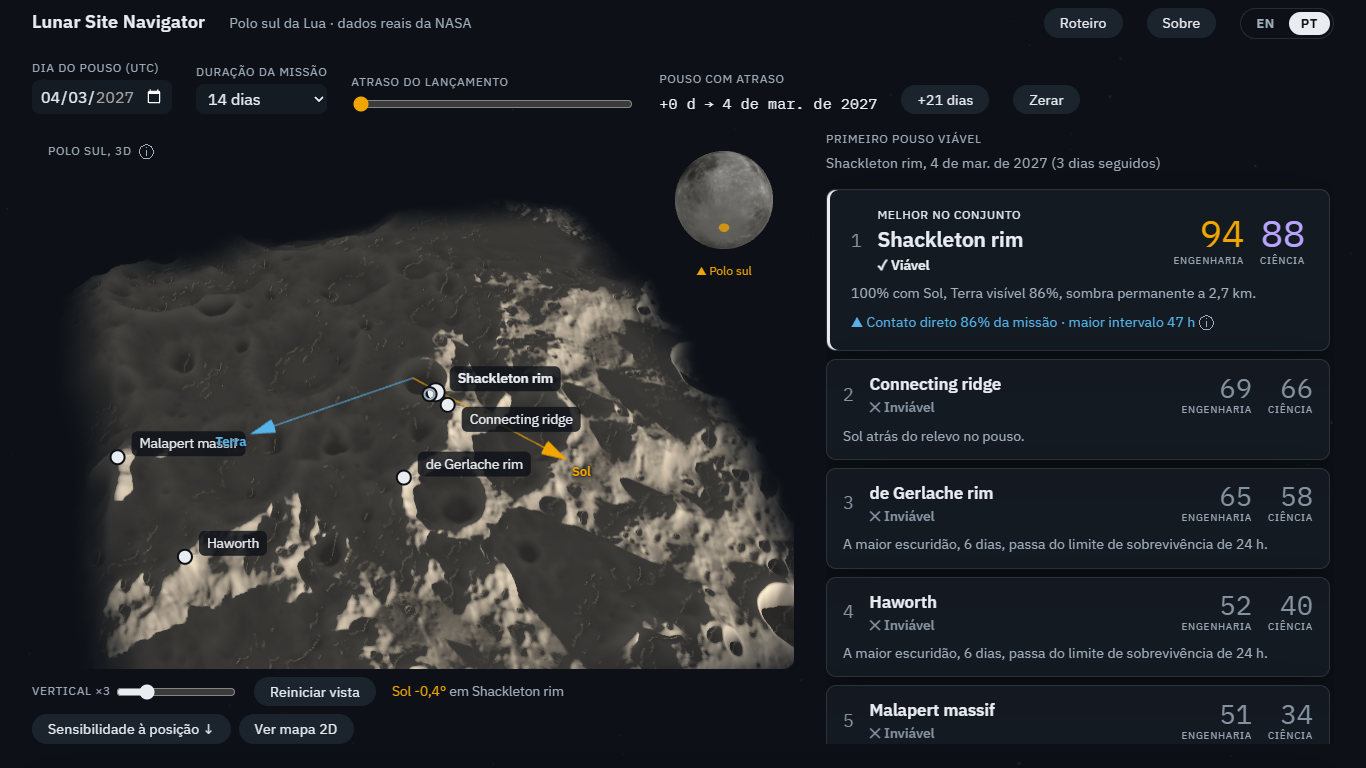 Lunar Site Navigator
Polo sul da Lua · dados reais da NASA
Roteiro
Sobre
EN
PT
DIA DO POUSO (UTC)
04/03/2027
DURAÇÃO DA MISSÃO
14 dias
ATRASO DO LANÇAMENTO
POUSO COM ATRASO
+0 d → 4 de mar. de 2027
+21 dias
Zerar
POLO SUL, 3D
▲ Polo sul
Shackleton rim
Connecting ridge
Malapert massif
Terra
de Gerlache rim
Sol
Haworth
VERTICAL ×3
Reiniciar vista
Sol -0,4° em Shackleton rim
Sensibilidade à posição ↓
Ver mapa 2D
PRIMEIRO POUSO VIÁVEL
Shackleton rim, 4 de mar. de 2027 (3 dias seguidos)
MELHOR NO CONJUNTO
1
Shackleton rim
✓ Viável
94
ENGENHARIA
88
CIÊNCIA
100% com Sol, Terra visível 86%, sombra permanente a 2,7 km.
▲ Contato direto 86% da missão · maior intervalo 47 h
2
Connecting ridge
✕ Inviável
69
ENGENHARIA
66
CIÊNCIA
Sol atrás do relevo no pouso.
3
de Gerlache rim
✕ Inviável
65
ENGENHARIA
58
CIÊNCIA
A maior escuridão, 6 dias, passa do limite de sobrevivência de 24 h.
4
Haworth
✕ Inviável
52
ENGENHARIA
40
CIÊNCIA
A maior escuridão, 6 dias, passa do limite de sobrevivência de 24 h.
5
Malapert massif
✕ Inviável
51
ENGENHARIA
34
CIÊNCIA